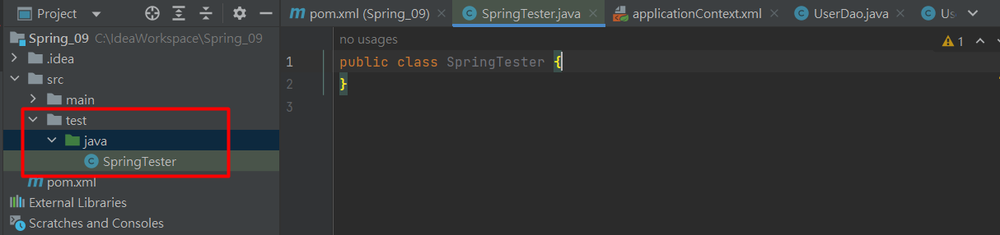 Project
pom.xml (Spring_09)
SpringTester.java
applicationContext.xml
UserDao.java
Us
Spring_09 C:\IdeaWorkspace\Spring_09
.idea
src
main
test
java
SpringTester
pom.xml
External Libraries
Scratches and Consoles
no usages
1
1 public class SpringTester {
2 }
3